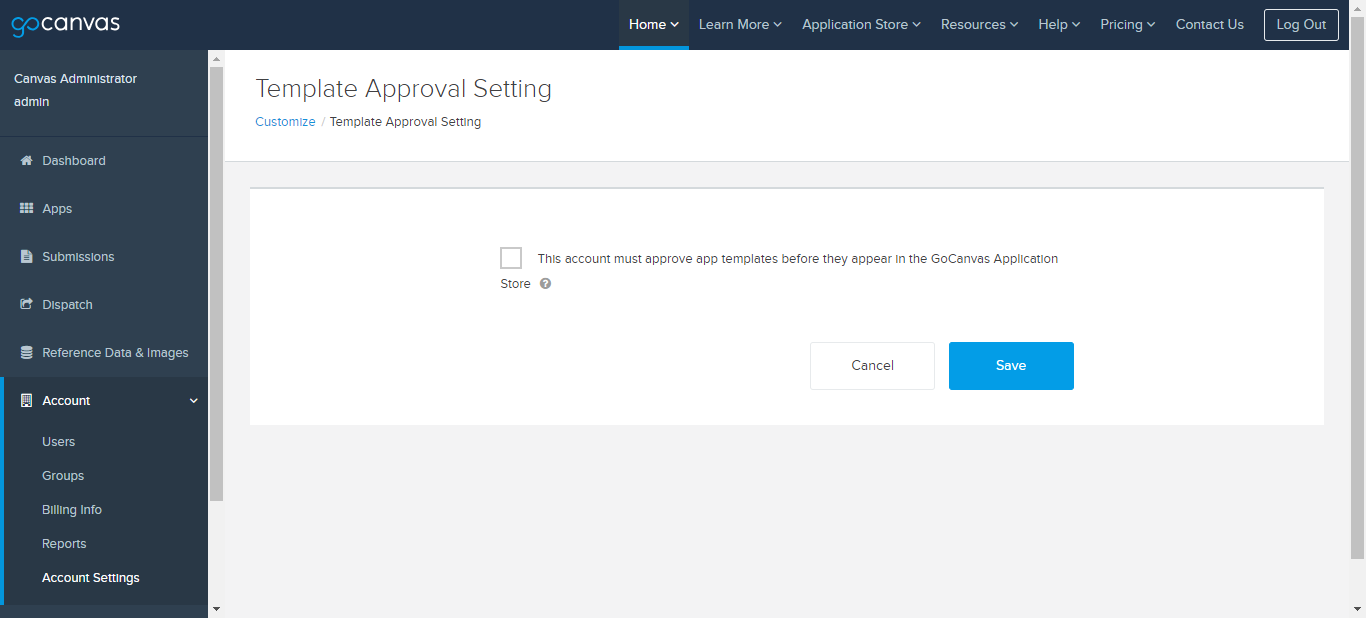 gocanvas
Home Learn More Application Store Resources Help Pricing Contact Us Log Out
Canvas Administrator
admin
Dashboard
Apps
Submissions
Dispatch
Reference Data & Images
Account
Users
Groups
Billing Info
Reports
Account Settings
Template Approval Setting
Customize / Template Approval Setting
This account must approve app templates before they appear in the GoCanvas Application
Store ?
Cancel Save